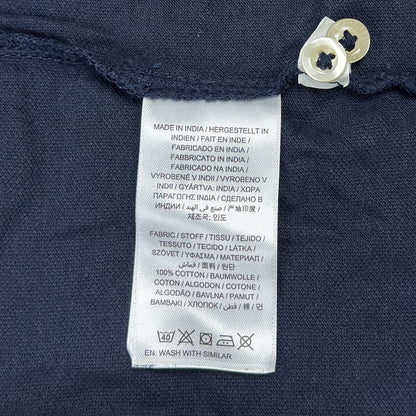 MADE IN INDIA / HERGESTELLT IN
INDIEN / FAIT EN INDE /
FABRICADO EN INDIA /
FABBRICATO IN INDIA /
FABRICADO NA INDIA /
VYROBENÉ V INDII / VYROBENO V
INDII / GYÁRTVA: INDIA / ΧΩΡΑ
ΠΑΡΑΓΩΓΗΣ INDIA / СДЕЛАНО В
ИНДИИ / صنع في الهند / 产地印度 /
제조국: 인도
FABRIC / STOFF / TISSU / TEJIDO /
TESSUTO / TECIDO / LÁTKA /
SZÖVET / ΥΦΑΣΜΑ / МАТЕРИАЛ /
قماش / 面料 / 원단
100% COTTON / BAUMWOLLE /
COTON / ALGODON / COTONE /
ALGODÃO / BAVLNA / PAMUT /
ΒΑΜΒΑΚΙ / ХЛОПОК / قطن / 棉 / 면
40
EN: WASH WITH SIMILAR